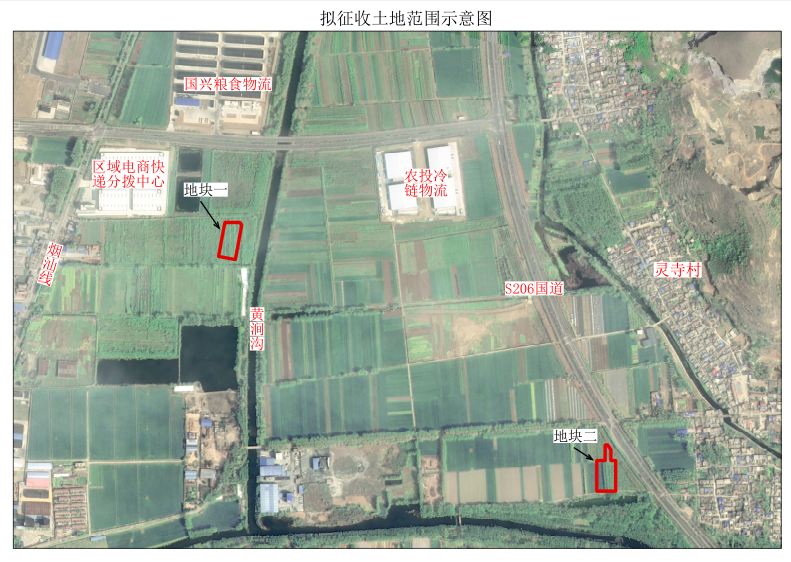 拟征收土地范围示意图
国兴粮食物流
区域电商快
递分拨中心
农投冷
链物流
地块一
烟汕线
灵寺村
S206国道
黄涧沟
地块二